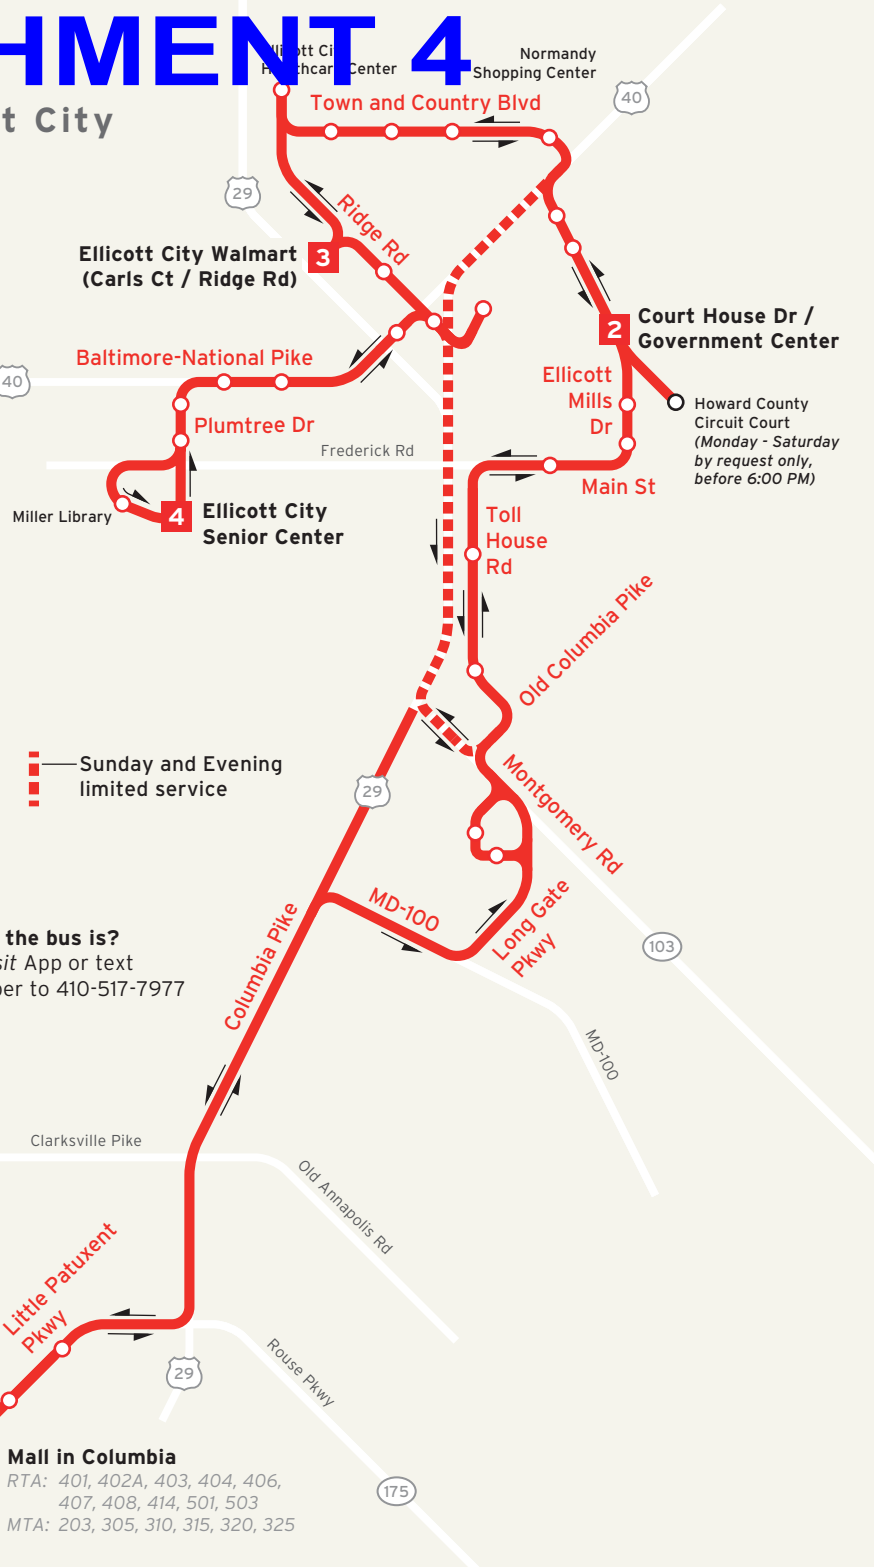 HMENT 4
t City
Normandy
Shopping Center
Center
Town and Country Blvd
40
29
Ridge Rd
Ellicott City Walmart
(Carls Ct / Ridge Rd)
3
2
Court House Dr /
Government Center
Baltimore-National Pike
40
Ellicott
Mills
Dr
Howard County
Circuit Court
(Monday - Saturday
by request only,
before 6:00 PM)
Plumtree Dr
Frederick Rd
Main St
Miller Library
4
Ellicott City
Senior Center
Toll
House
Rd
Old Columbia Pike
Sunday and Evening
limited service
29
Montgomery Rd
MD-100
Long Gate
Pkwy
Columbia Pike
the bus is?
sit App or text
er to 410-517-7977
103
MD-100
Clarksville Pike
Old Annapolis Rd
Little Patuxent
Pkwy
29
Rouse Pkwy
Mall in Columbia
RTA: 401, 402A, 403, 404, 406,
407, 408, 414, 501, 503
MTA: 203, 305, 310, 315, 320, 325
175